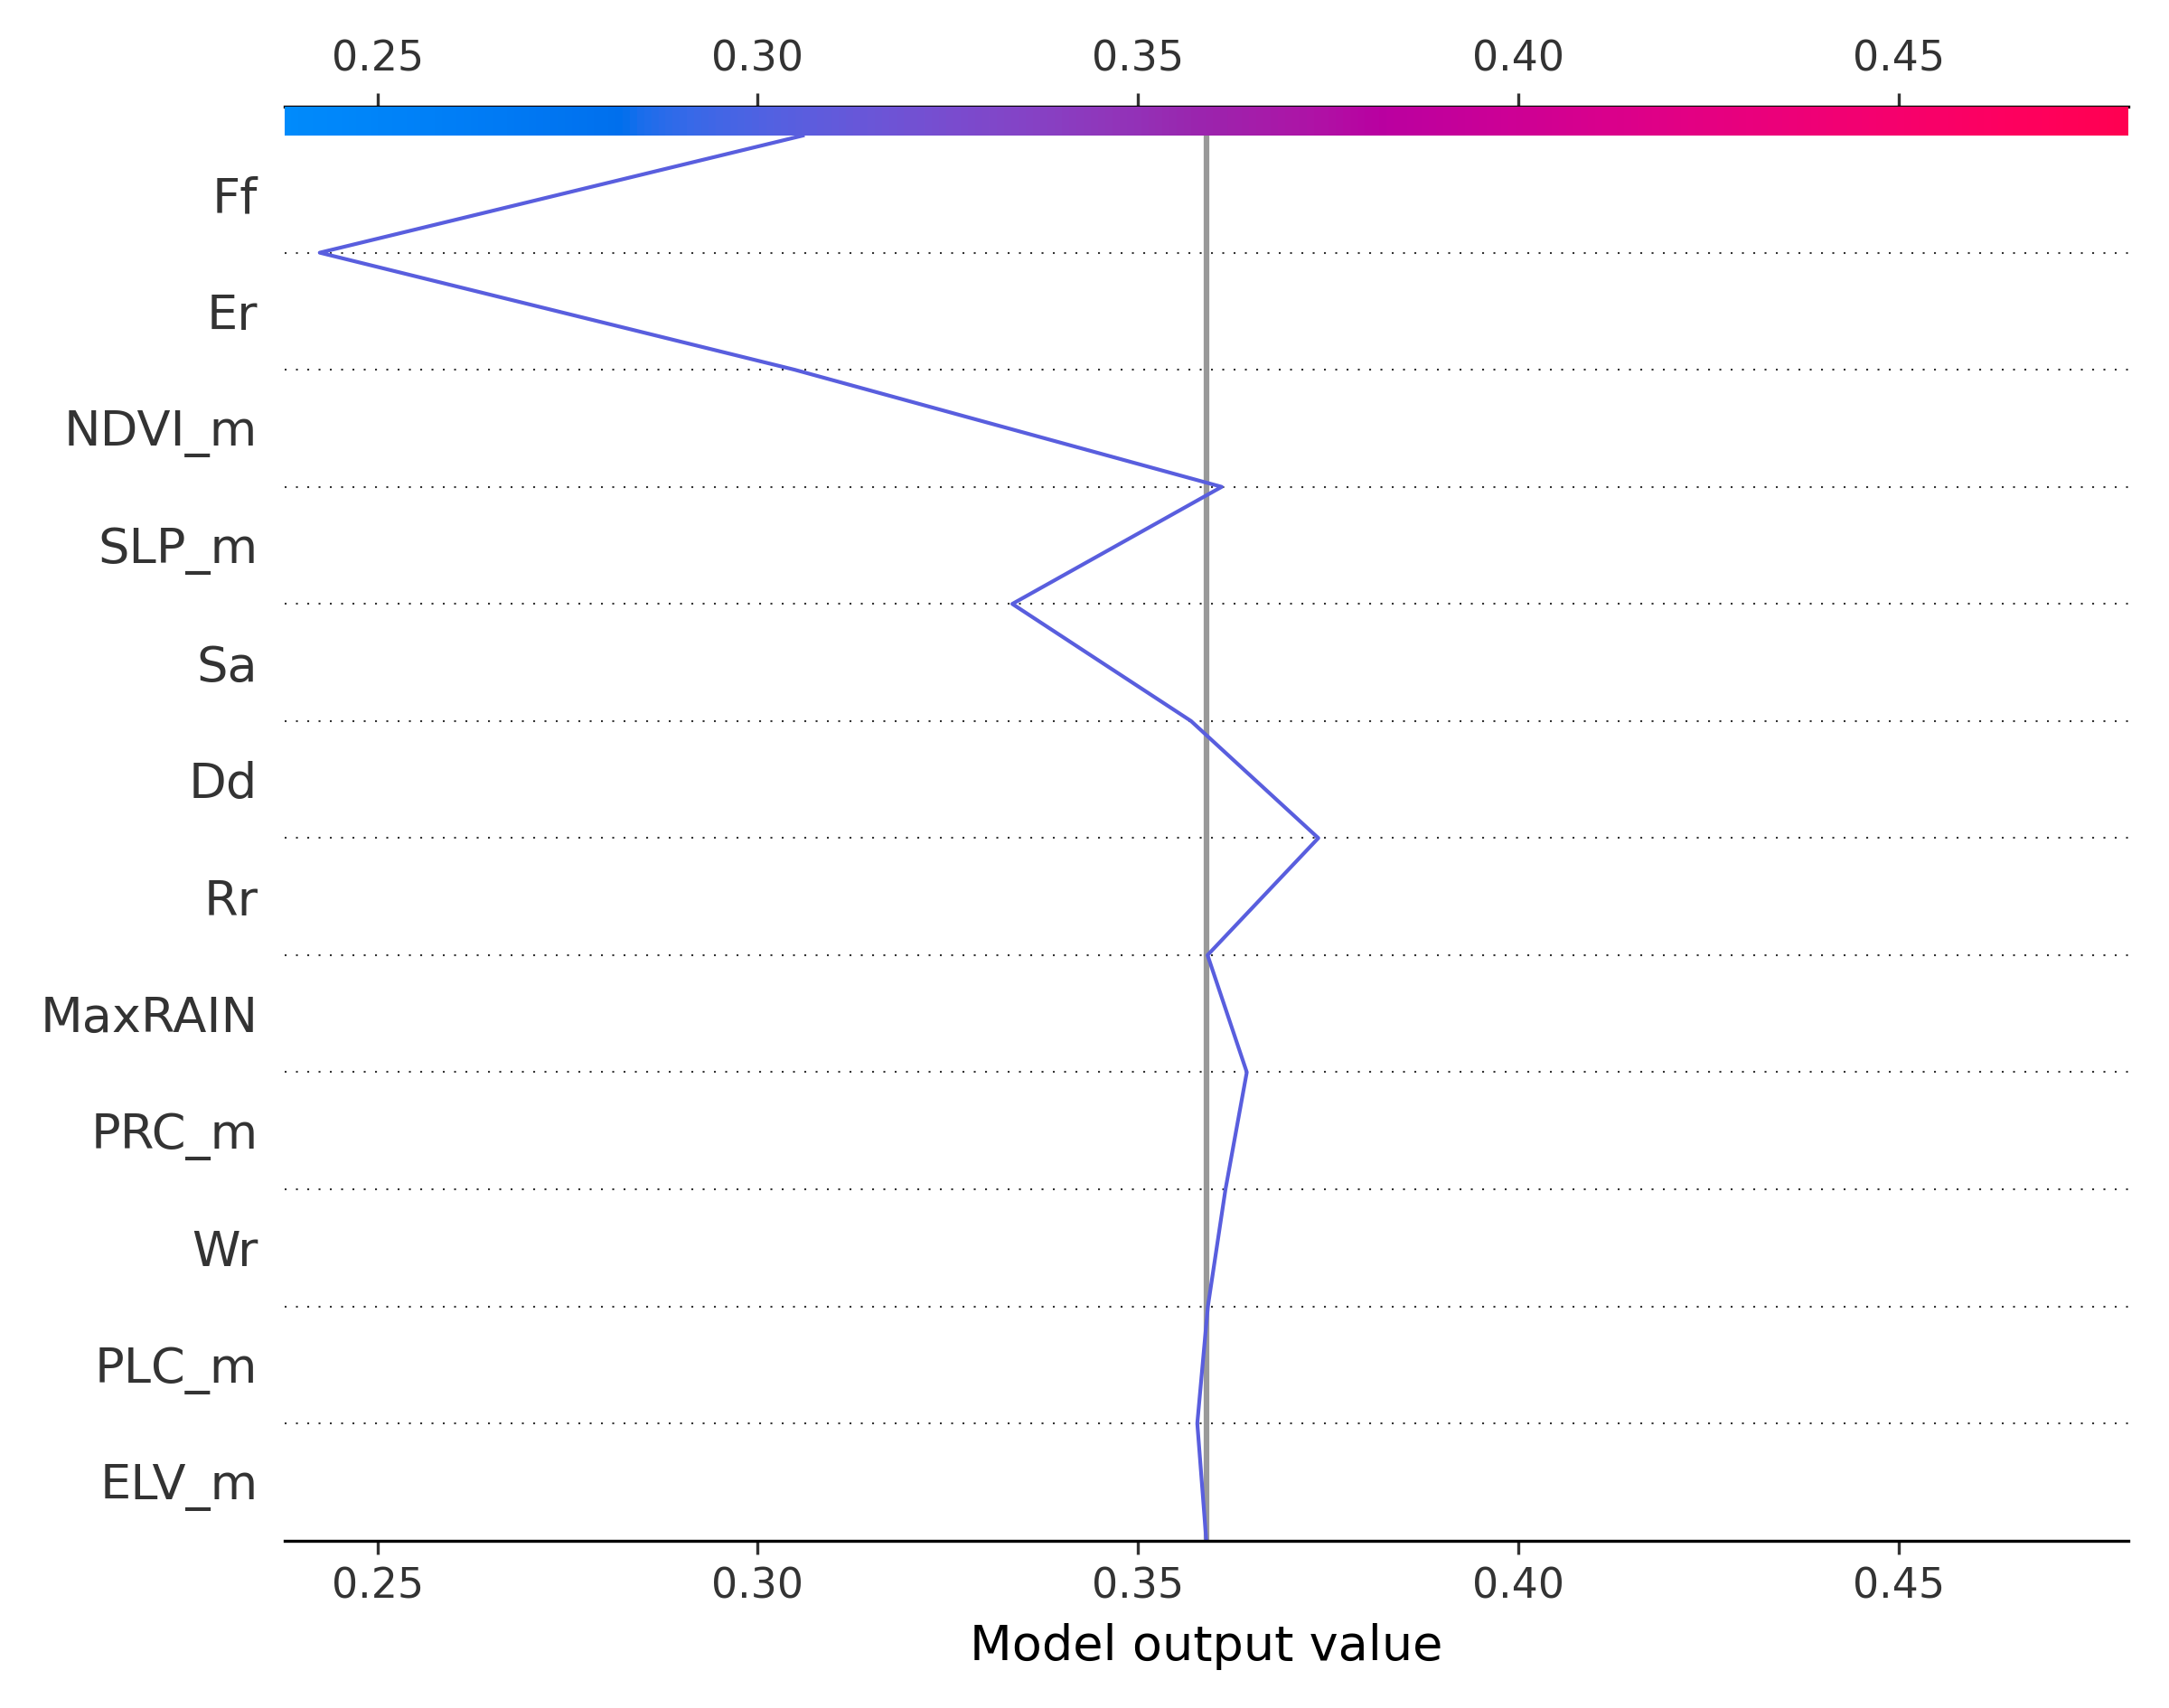 0.25 0.30 0.35 0.40 0.45
Ff
Er
NDVI_m
SLP_m
Sa
Dd
Rr
MaxRAIN
PRC_m
Wr
PLC_m
ELV_m
0.25 0.30 0.35 0.40 0.45
Model output value